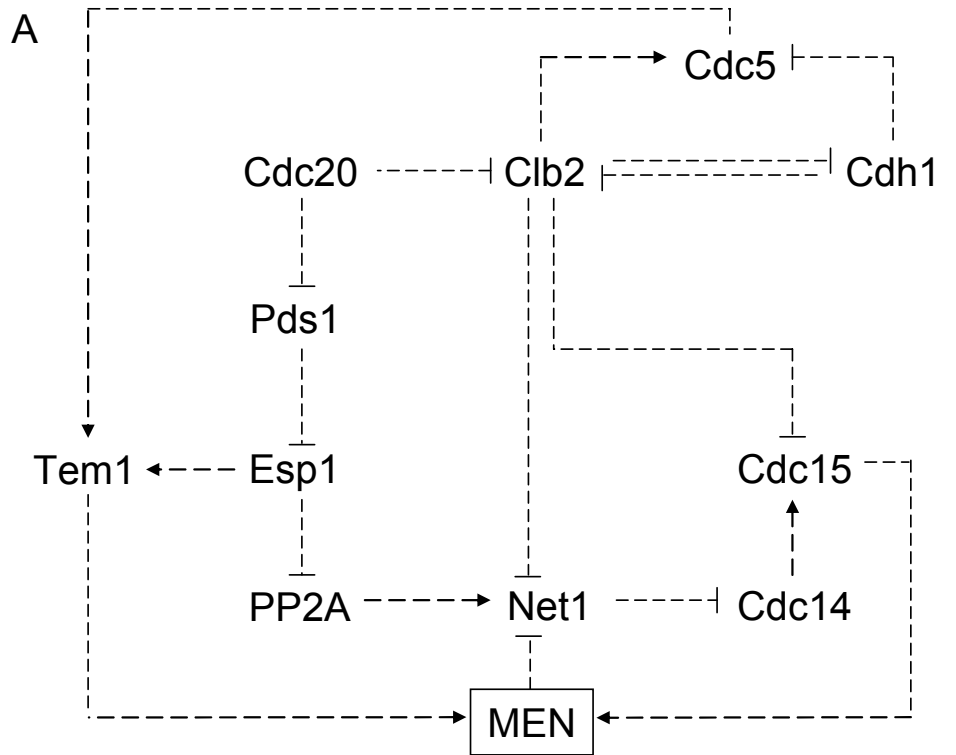 A
Cdc5
Cdc20 Clb2 Cdh1
Pds1
Tem1 Esp1 Cdc15
PP2A Net1 Cdc14
MEN